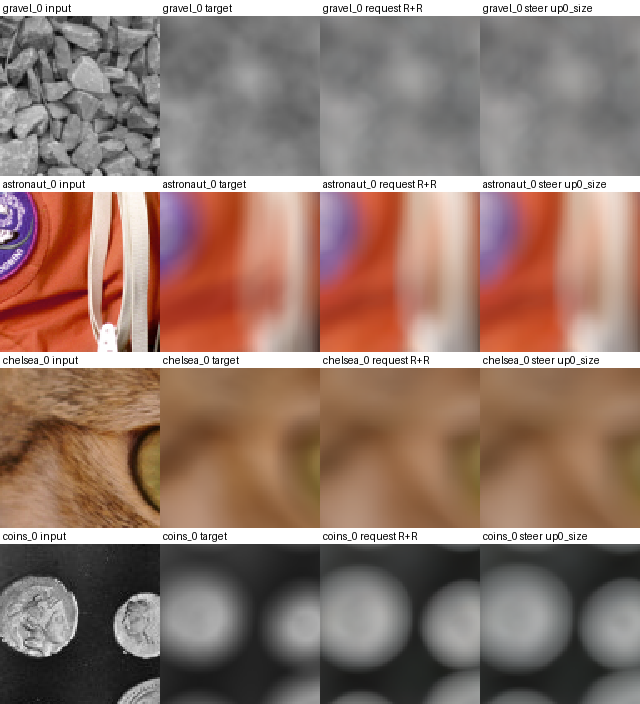 gravel_0 input gravel_0 target gravel_0 request R+R gravel_0 steer up0_size
astronaut_0 input astronaut_0 target astronaut_0 request R+R astronaut_0 steer up0_size
chelsea_0 input chelsea_0 target chelsea_0 request R+R chelsea_0 steer up0_size
coins_0 input coins_0 target coins_0 request R+R coins_0 steer up0_size